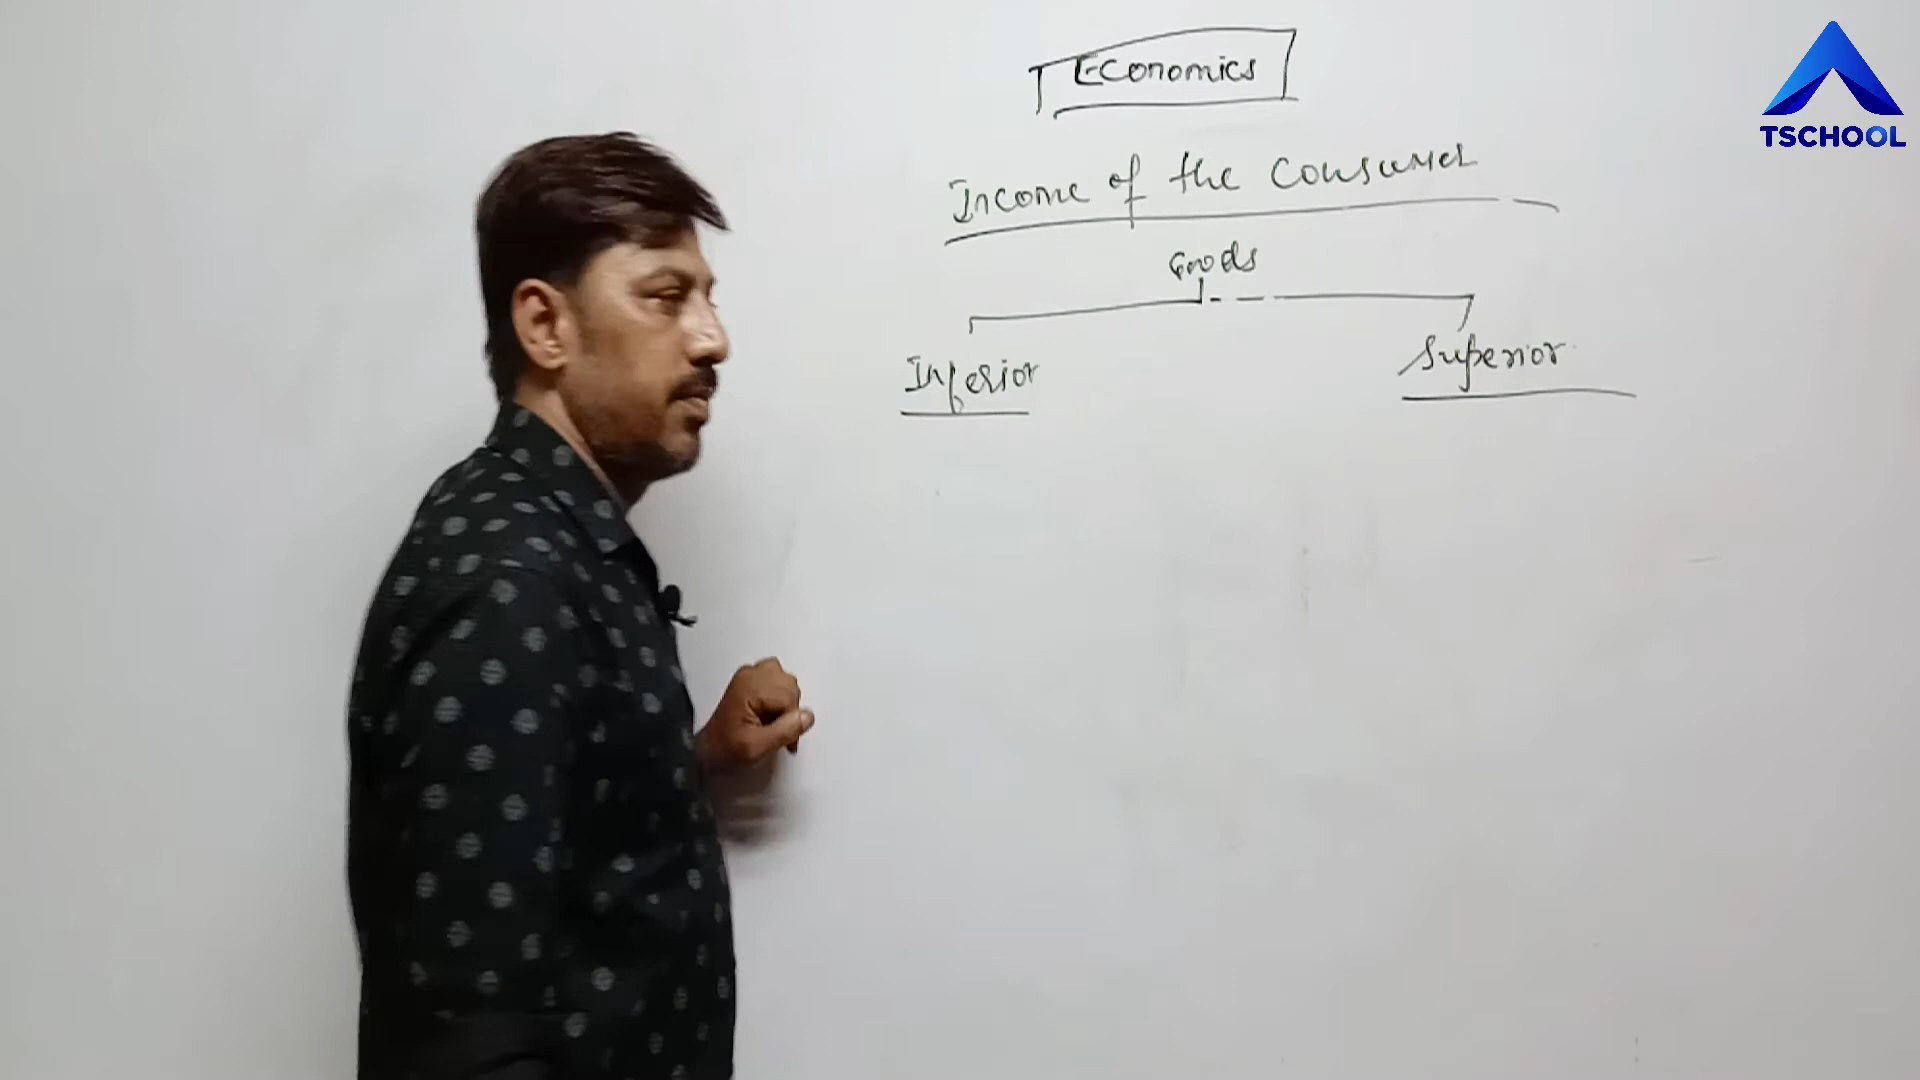 Economics
TSCHOOL
Income of the Consumer
Goods
Inferior
Superior